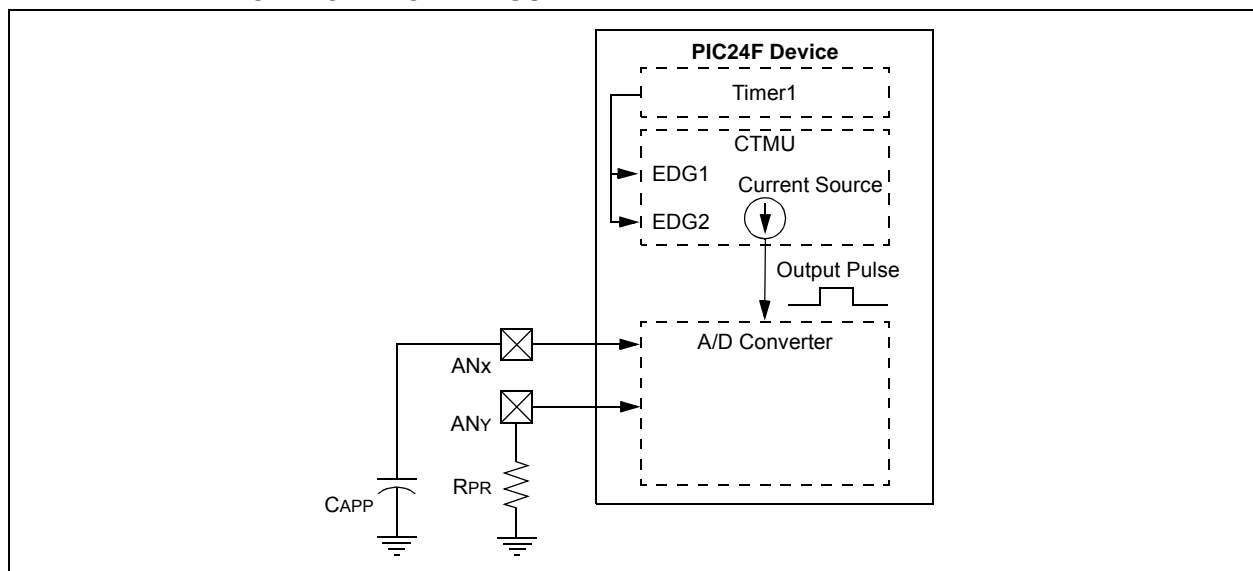 PIC24F Device
Timer1
CTMU
EDG1
Current Source
EDG2
Output Pulse
A/D Converter
ANx
ANY
CAPP
RPR